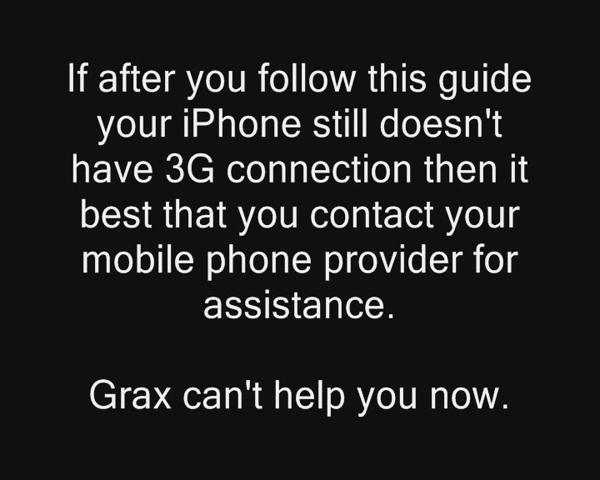 If after you follow this guide
your iPhone still doesn't
have 3G connection then it
best that you contact your
mobile phone provider for
assistance.
Grax can't help you now.